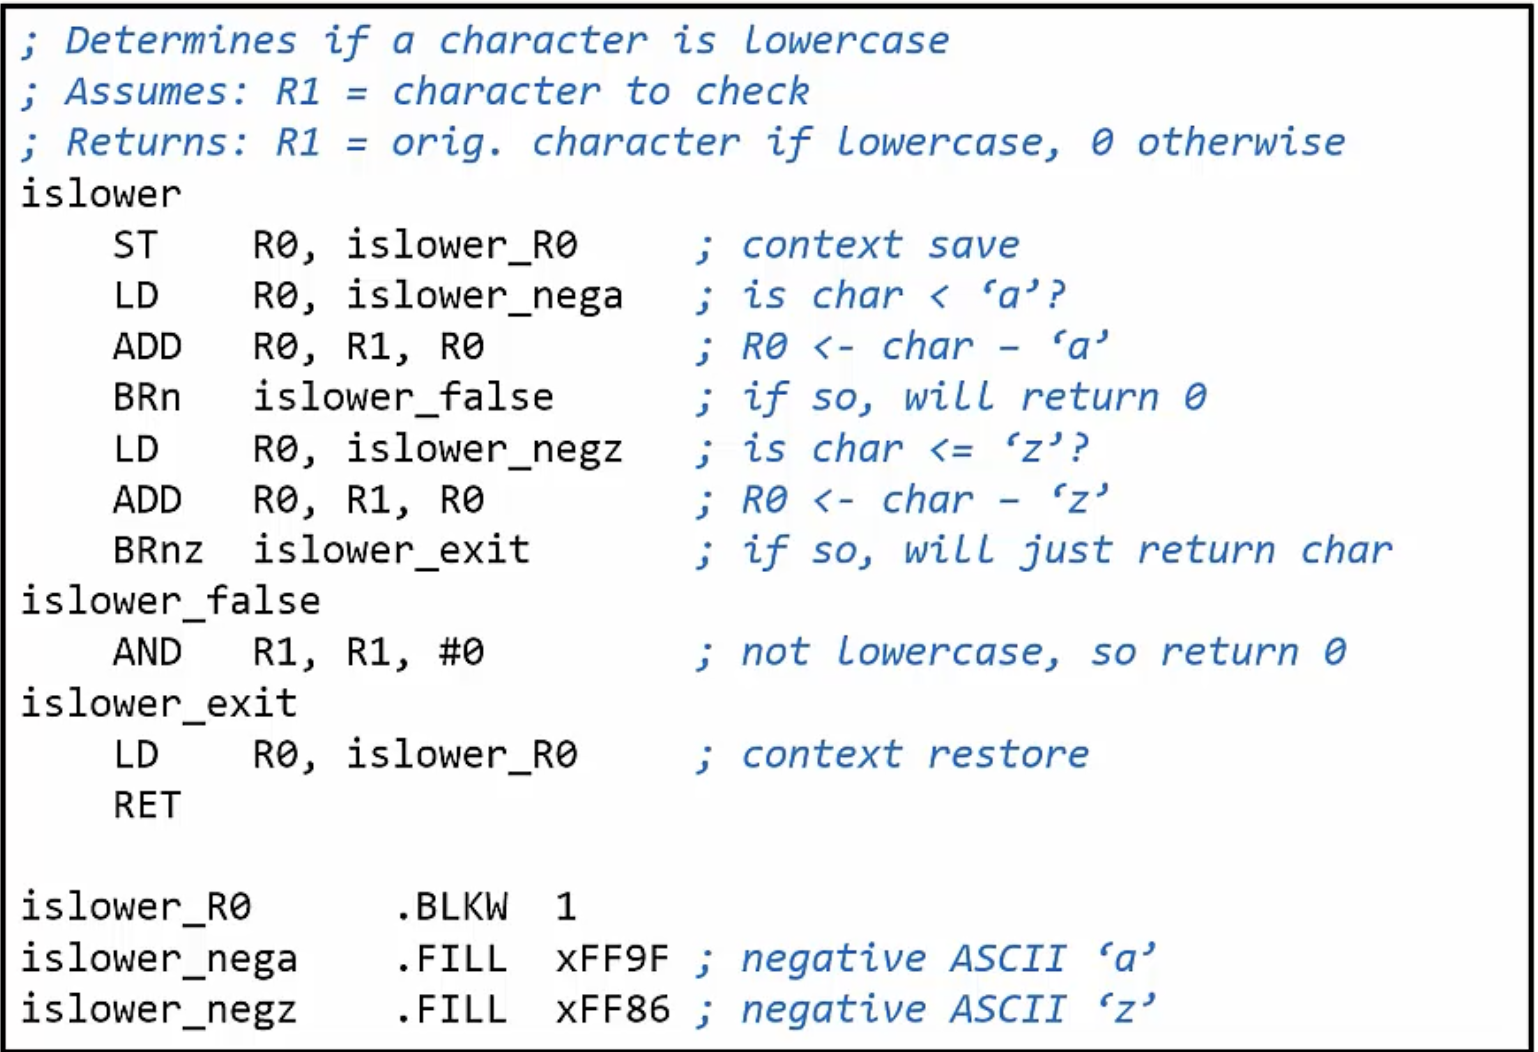 ; Determines if a character is lowercase
; Assumes: R1 = character to check
; Returns: R1 = orig. character if lowercase, 0 otherwise
islower
    ST    R0, islower_R0     ; context save
    LD    R0, islower_nega   ; is char < ‘a’?
    ADD   R0, R1, R0         ; R0 <- char – ‘a’
    BRn   islower_false      ; if so, will return 0
    LD    R0, islower_negz   ; is char <= ‘z’?
    ADD   R0, R1, R0         ; R0 <- char – ‘z’
    BRnz  islower_exit       ; if so, will just return char
islower_false
    AND   R1, R1, #0         ; not lowercase, so return 0
islower_exit
    LD    R0, islower_R0     ; context restore
    RET

islower_R0      .BLKW  1
islower_nega    .FILL  xFF9F ; negative ASCII ‘a’
islower_negz    .FILL  xFF86 ; negative ASCII ‘z’